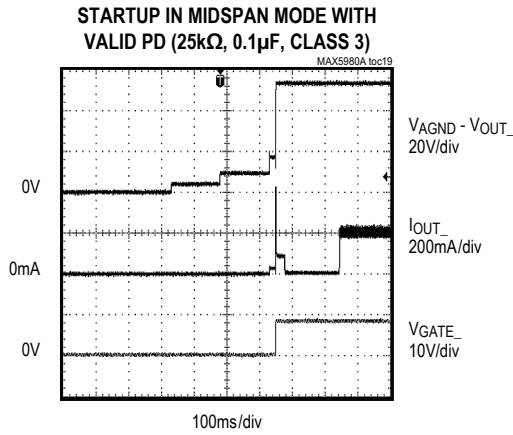 STARTUP IN MIDSPAN MODE WITH
VALID PD (25kΩ, 0.1µF, CLASS 3)
MAX5980A toc19
T
VAGND - VOUT_
20V/div
0V
IOUT_
200mA/div
0mA
VGATE_
10V/div
0V
100ms/div